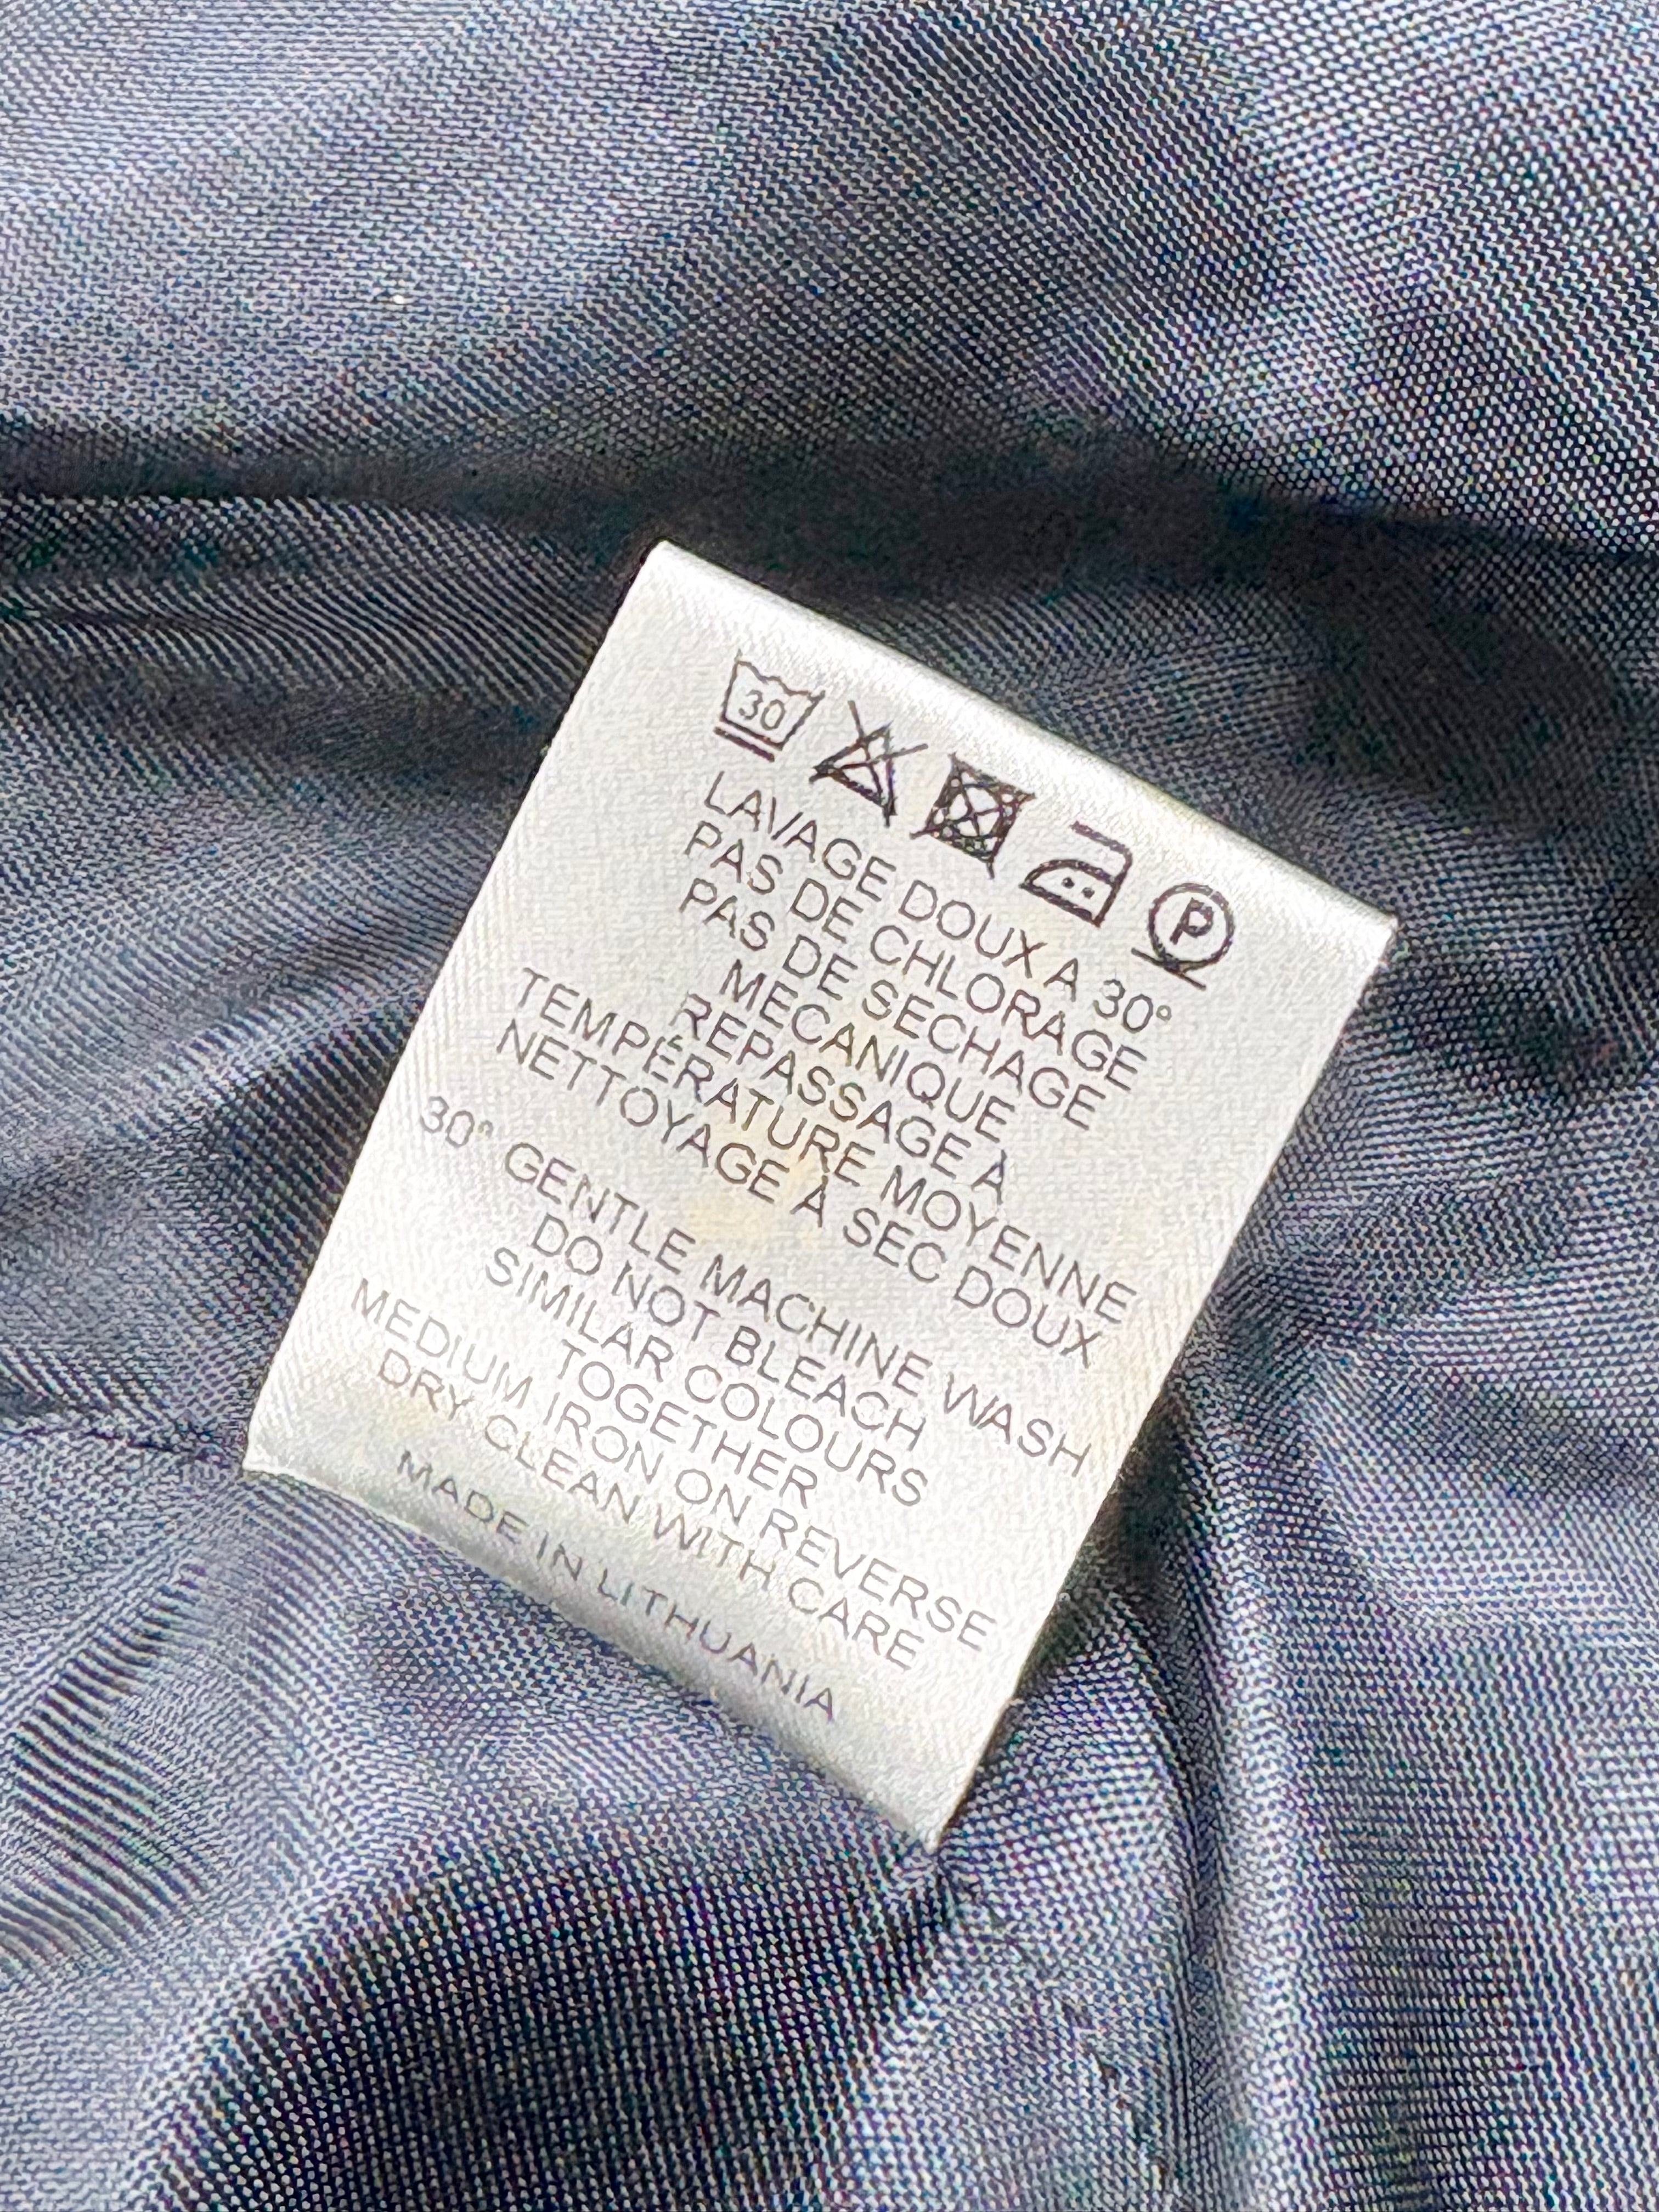 30 P
LAVAGE DOUX A 30°
PAS DE CHLORAGE
PAS DE SECHAGE
MECANIQUE
REPASSAGE À
TEMPÉRATURE MOYENNE
NETTOYAGE À SEC DOUX
30° GENTLE MACHINE WASH
DO NOT BLEACH
SIMILAR COLOURS
TOGETHER
MEDIUM IRON ON REVERSE
DRY CLEAN WITH CARE
MADE IN LITHUANIA